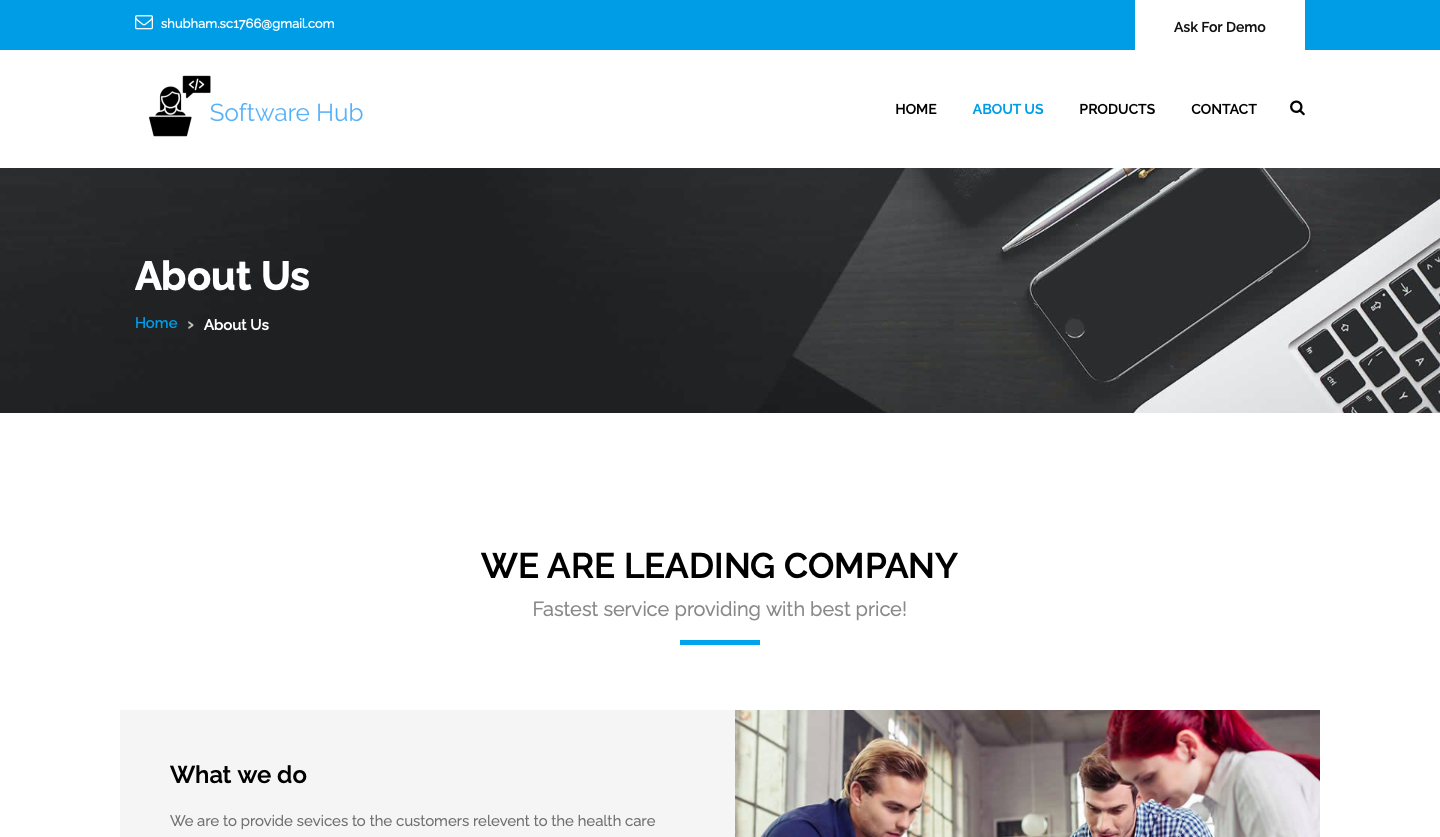 shubham.sc1766@gmail.com
Ask For Demo
</>
Software Hub
HOME
ABOUT US
PRODUCTS
CONTACT
About Us
Home > About Us
WE ARE LEADING COMPANY
Fastest service providing with best price!
What we do
We are to provide sevices to the customers relevent to the health care
fn
ctrl
A
Y